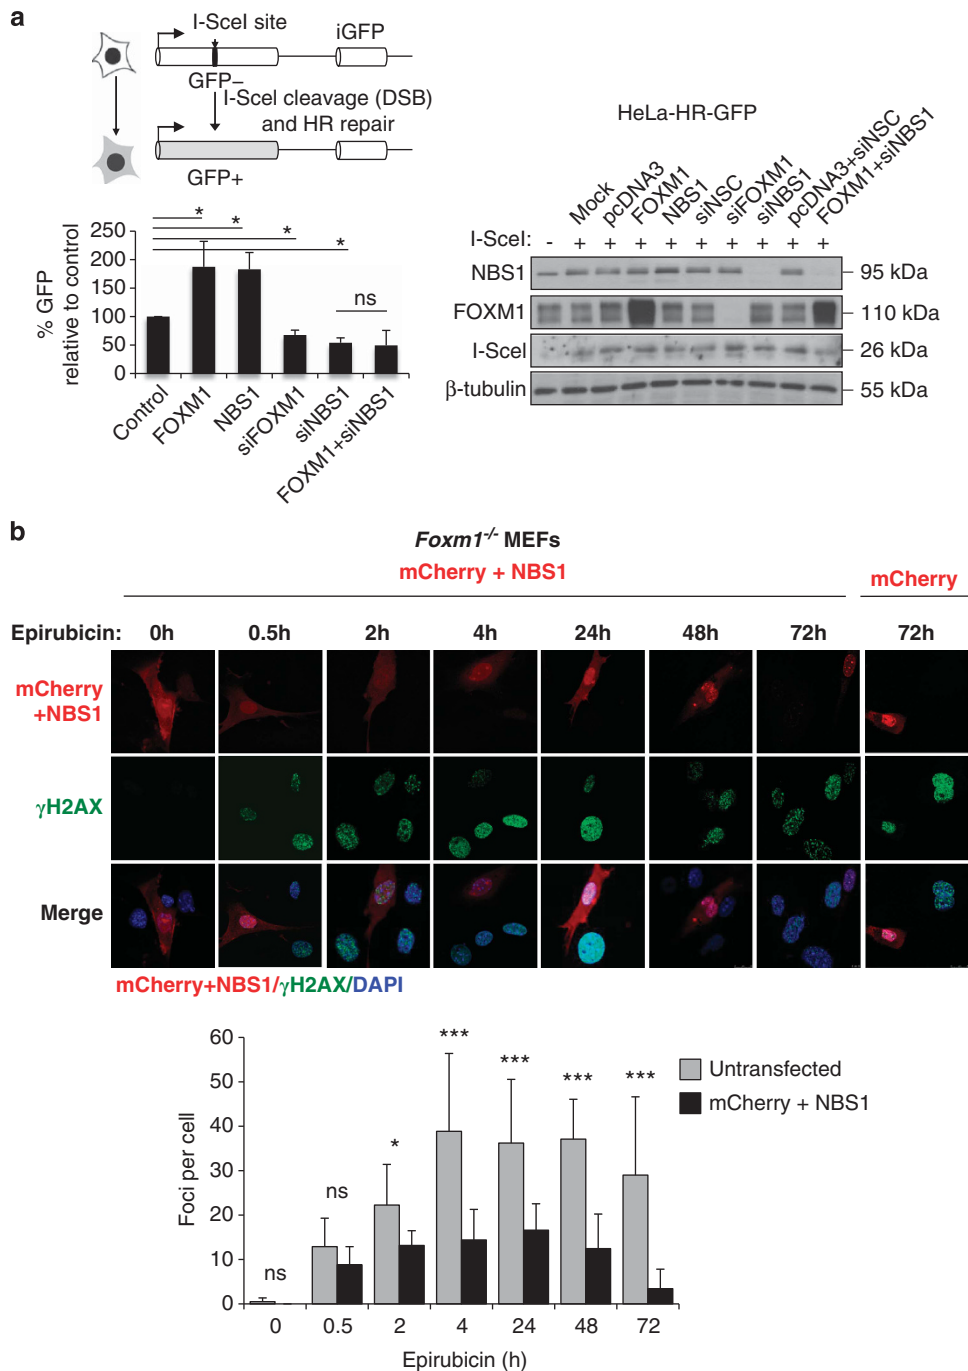 a
I-SceI site
iGFP
GFP–
I-SceI cleavage (DSB)
and HR repair
GFP+
% GFP
relative to control
250
200
150
100
50
0
*
*
*
*
ns
Control
FOXM1
NBS1
siFOXM1
siNBS1
FOXM1+siNBS1
HeLa-HR-GFP
Mock
pcDNA3
FOXM1
NBS1
siNSC
siFOXM1
siNBS1
pcDNA3+siNSC
FOXM1+siNBS1
I-SceI: - + + + + + + + + +
NBS1 95 kDa
FOXM1 110 kDa
I-SceI 26 kDa
β-tubulin 55 kDa
b
Foxm1-/- MEFs
mCherry + NBS1
mCherry
Epirubicin: 0h 0.5h 2h 4h 24h 48h 72h 72h
mCherry
+NBS1
γH2AX
Merge
mCherry+NBS1/γH2AX/DAPI
Foci per cell
60
50
40
30
20
10
0
ns
ns
*
***
***
***
***
Untransfected
mCherry + NBS1
0 0.5 2 4 24 48 72
Epirubicin (h)